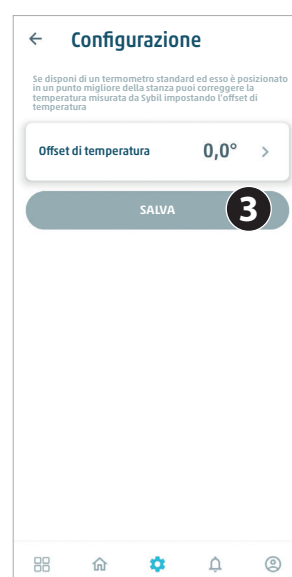 Configurazione
Se disponi di un termometro standard ed esso è posizionato
in un punto migliore della stanza puoi correggere la
temperatura misurata da Sybil impostando l'offset di
temperatura
Offset di temperatura 0,0°
SALVA 3